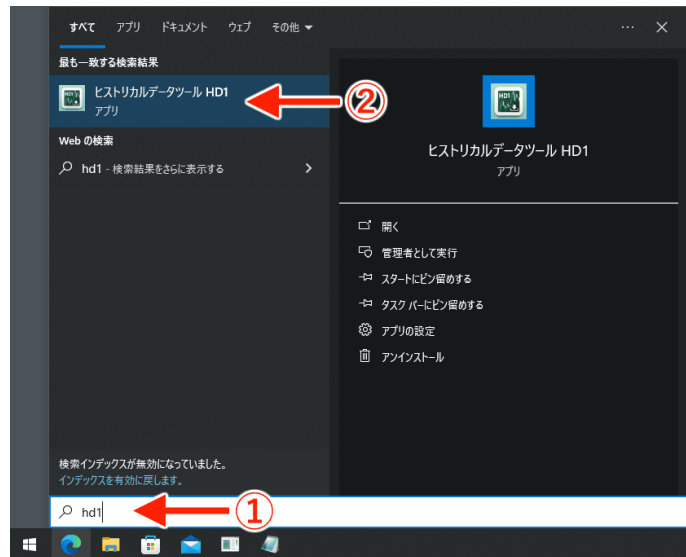 すべて アプリ ドキュメント ウェブ その他 ▼ … ×
最も一致する検索結果
ヒストリカルデータツール HD1
アプリ
②
Web の検索
hd1 - 検索結果をさらに表示する
HD1
ヒストリカルデータツール HD1
アプリ
開く
管理者として実行
スタートにピン留めする
タスク バーにピン留めする
アプリの設定
アンインストール
検索インデックスが無効になっていました。
インデックスを有効に戻します。
hd1
①